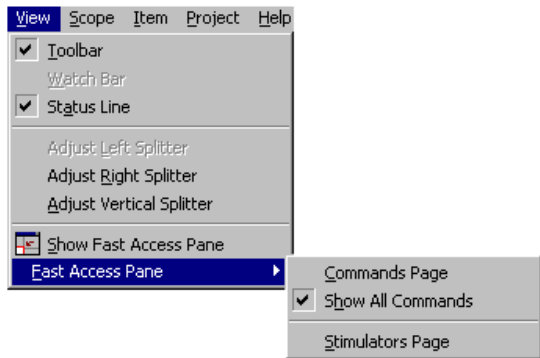 View Scope Item Project Help
Toolbar
Watch Bar
Status Line
Adjust Left Splitter
Adjust Right Splitter
Adjust Vertical Splitter
Show Fast Access Pane
Fast Access Pane
Commands Page
Show All Commands
Stimulators Page